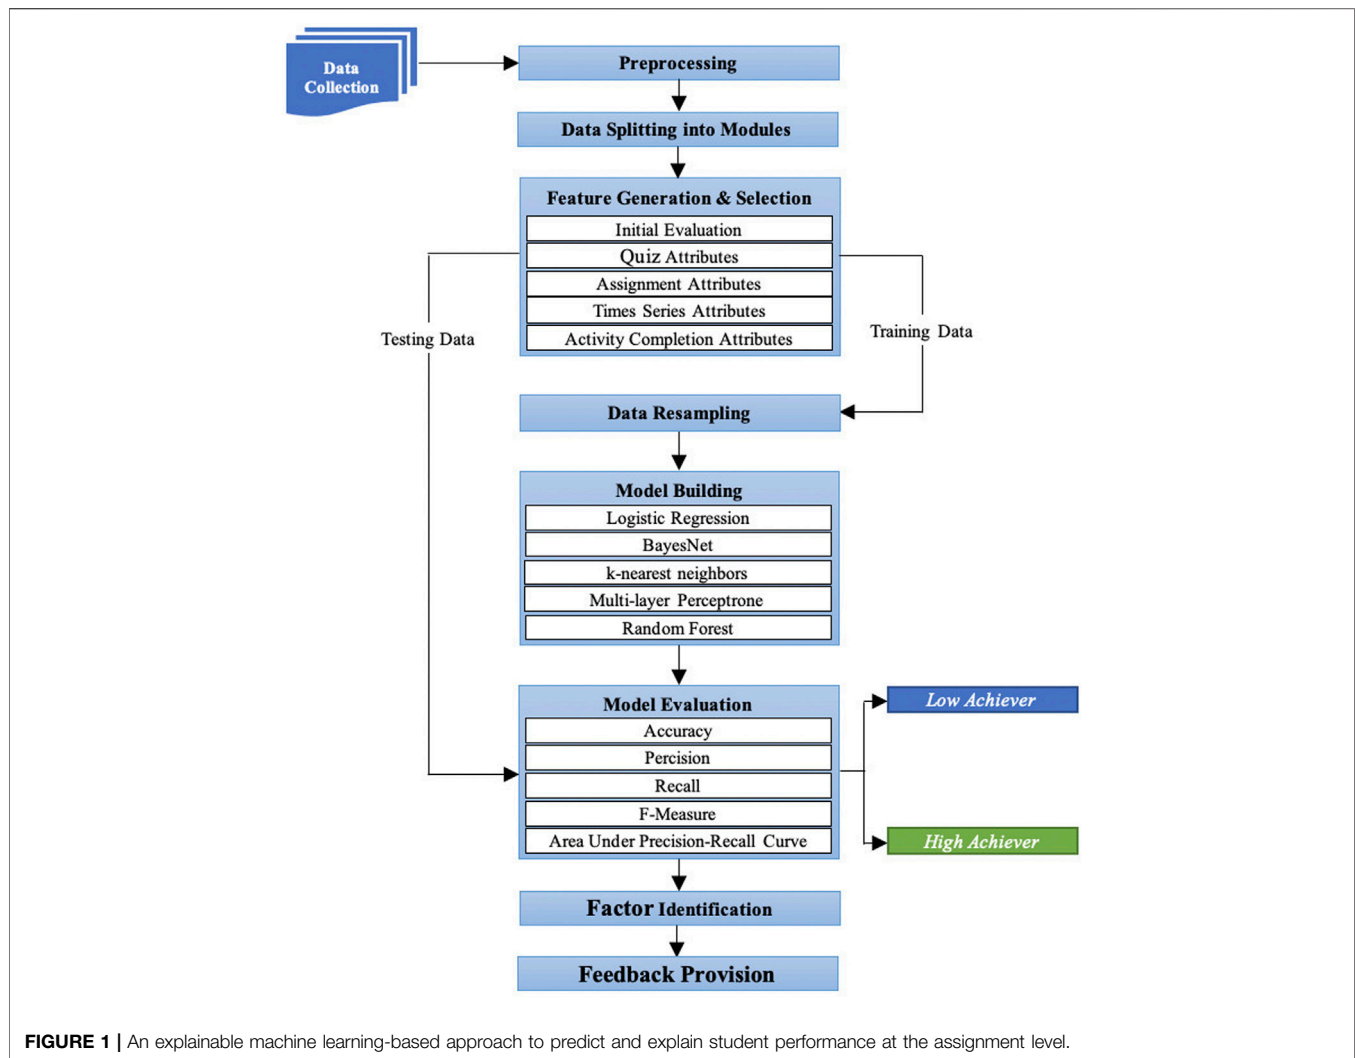 Data
Collection
Preprocessing
Data Splitting into Modules
Feature Generation & Selection
Initial Evaluation
Quiz Attributes
Assignment Attributes
Times Series Attributes
Activity Completion Attributes
Testing Data
Training Data
Data Resampling
Model Building
Logistic Regression
BayesNet
k-nearest neighbors
Multi-layer Perceptrone
Random Forest
Model Evaluation
Accuracy
Percision
Recall
F-Measure
Area Under Precision-Recall Curve
Low Achiever
High Achiever
Factor Identification
Feedback Provision
FIGURE 1 | An explainable machine learning-based approach to predict and explain student performance at the assignment level.